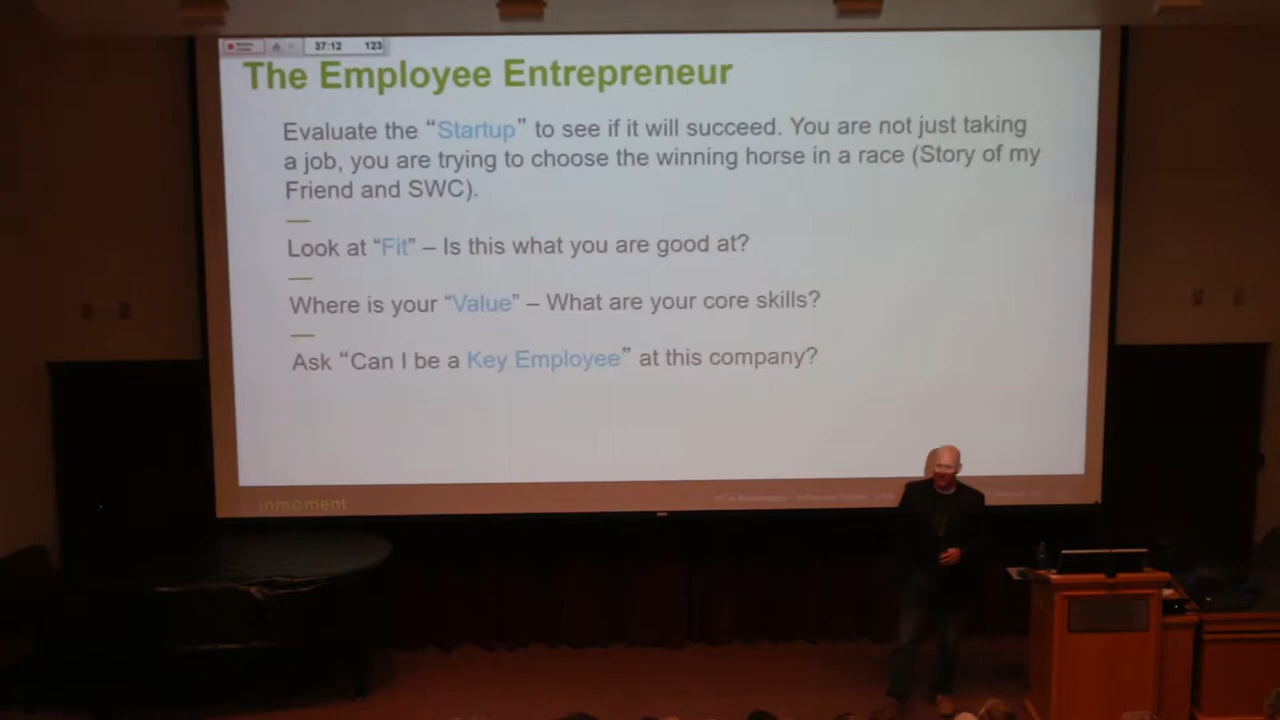 37:12 123
The Employee Entrepreneur
Evaluate the “Startup” to see if it will succeed. You are not just taking
a job, you are trying to choose the winning horse in a race (Story of my
Friend and SWC).
Look at “Fit” – Is this what you are good at?
Where is your “Value” – What are your core skills?
Ask “Can I be a Key Employee” at this company?
inmoment